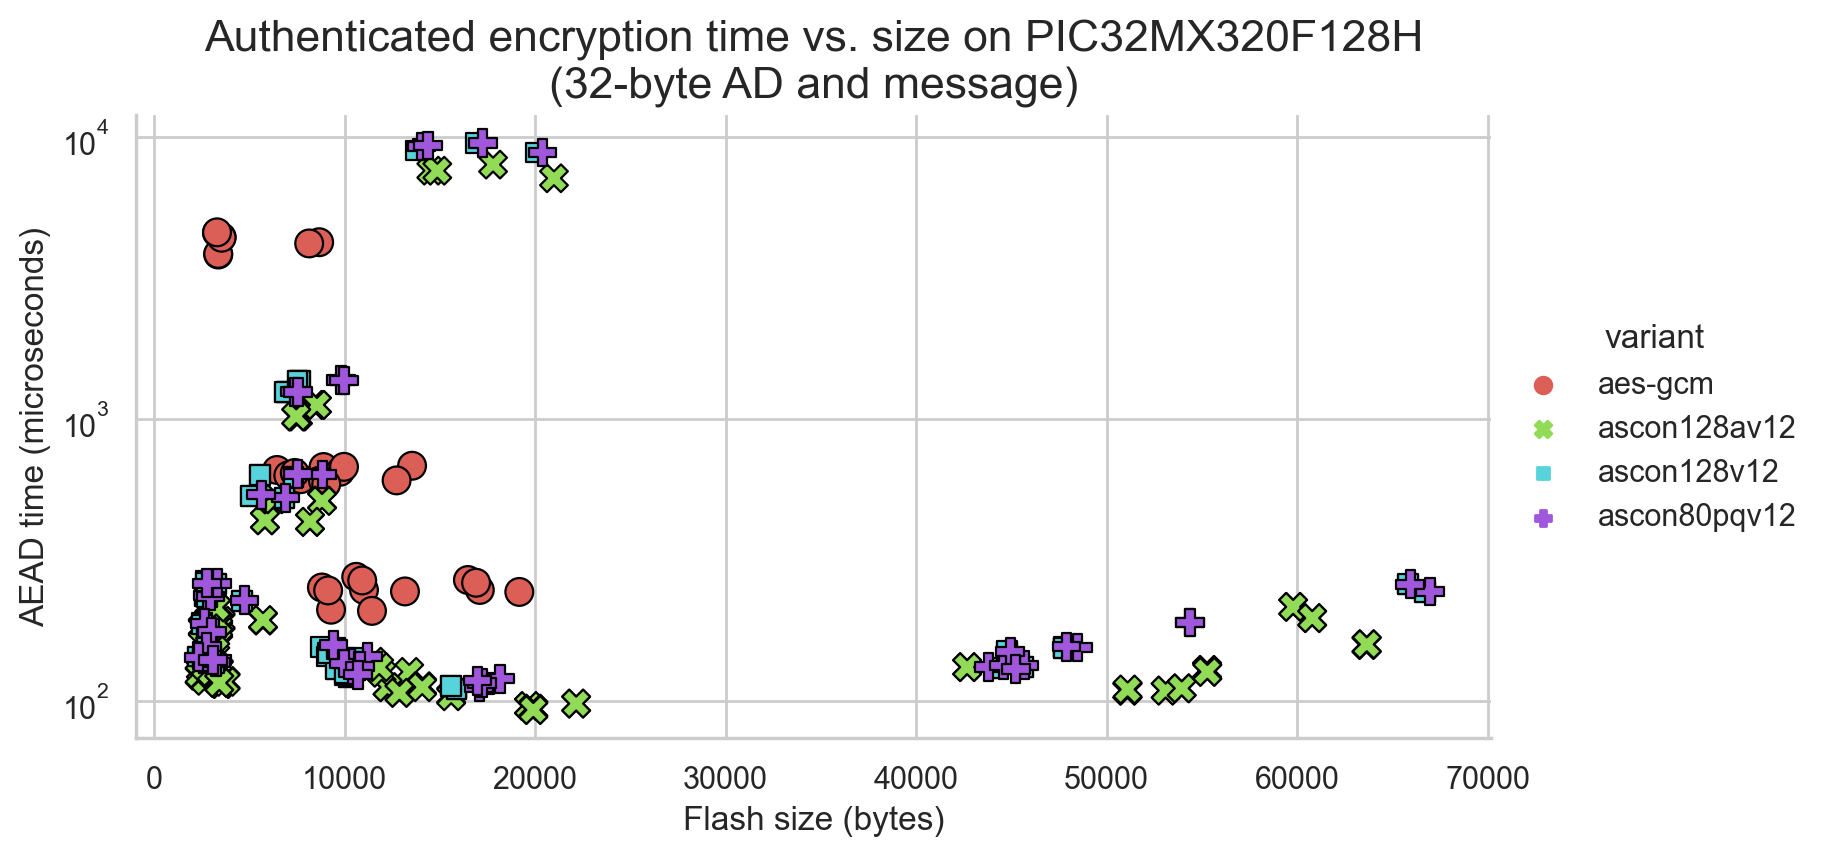 Authenticated encryption time vs. size on PIC32MX320F128H
(32-byte AD and message)
AEAD time (microseconds)
10^4
10^3
10^2
0 10000 20000 30000 40000 50000 60000 70000
Flash size (bytes)
variant
aes-gcm
ascon128av12
ascon128v12
ascon80pqv12